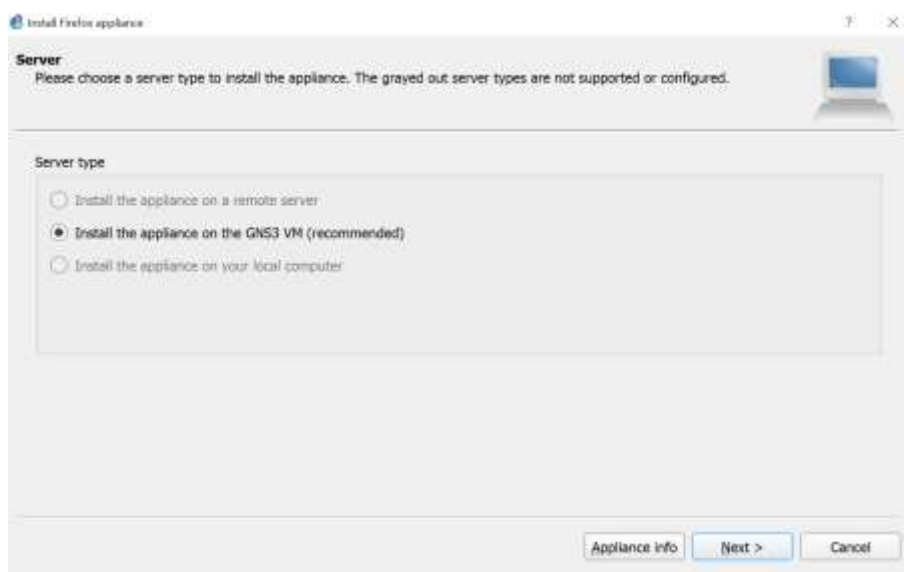 Install Firefox appliance
?
Server
Please choose a server type to install the appliance. The grayed out server types are not supported or configured.
Server type
Install the appliance on a remote server
Install the appliance on the GNS3 VM (recommended)
Install the appliance on your local computer
Appliance info
Next >
Cancel